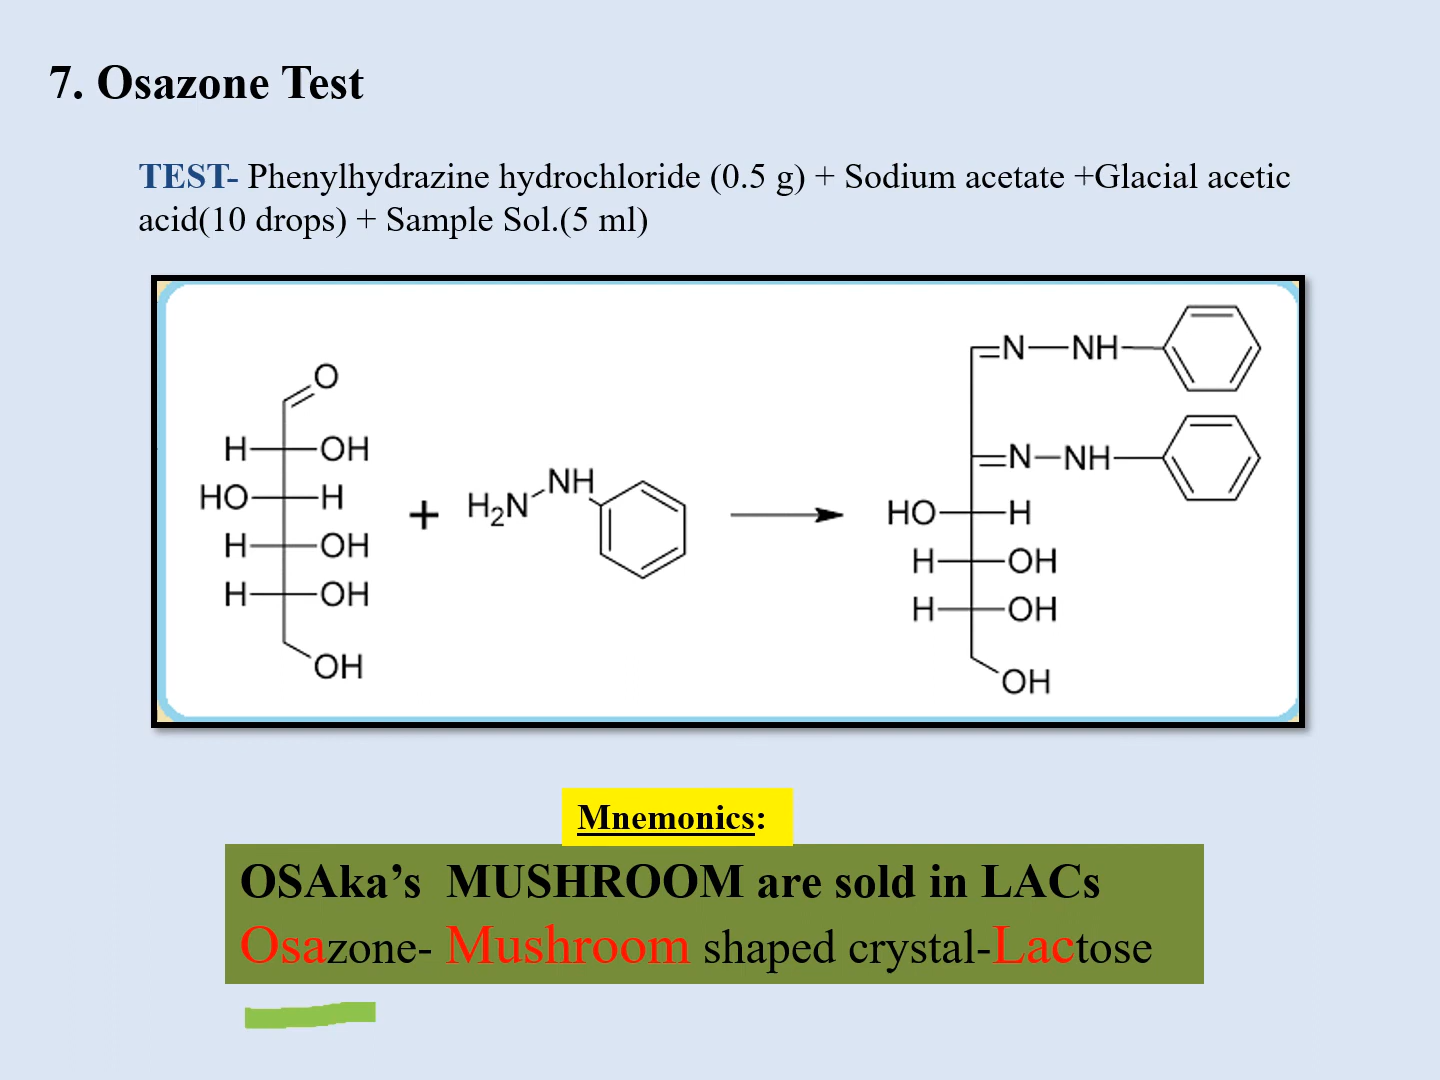 7. Osazone Test
TEST- Phenylhydrazine hydrochloride (0.5 g) + Sodium acetate +Glacial acetic
acid(10 drops) + Sample Sol.(5 ml)
O
H OH
HO H
H OH
H OH
OH
+
H₂N NH
N NH
N NH
HO H
H OH
H OH
OH
Mnemonics:
OSAka’s MUSHROOM are sold in LACs
Osazone- Mushroom shaped crystal-Lactose